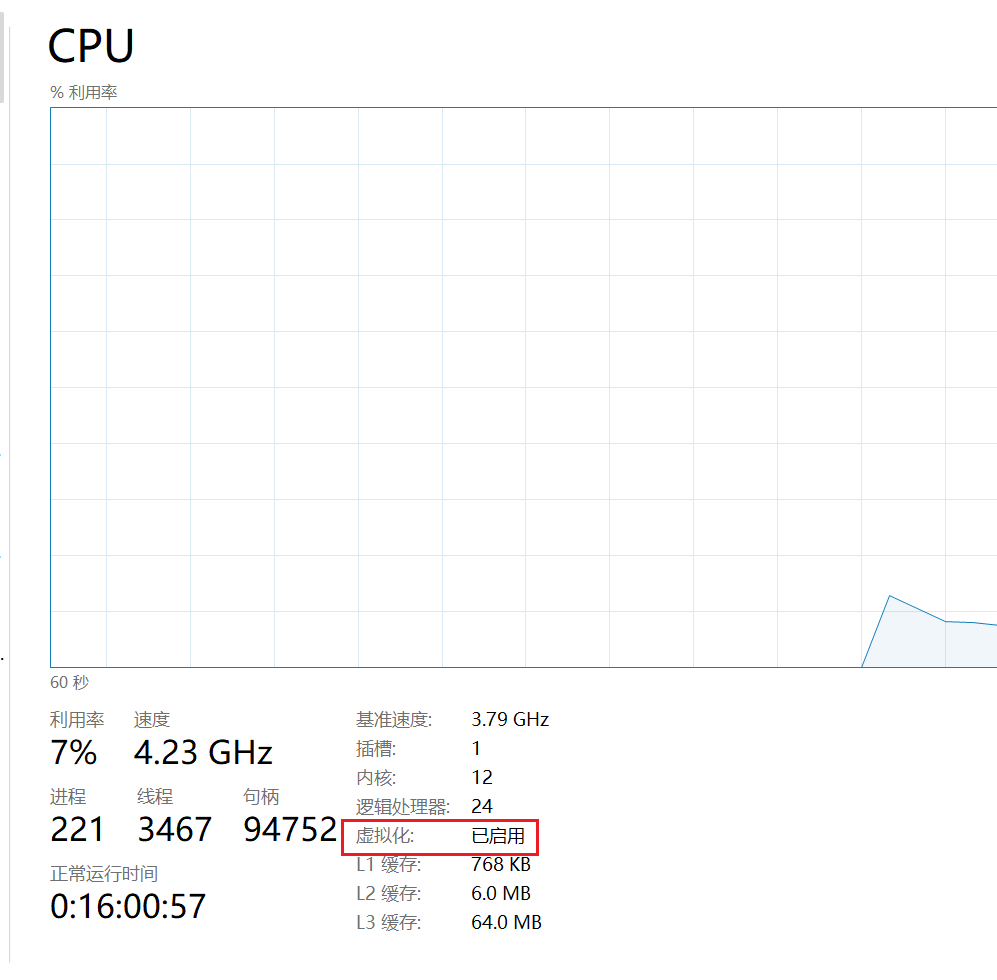 CPU
% 利用率
60 秒
利用率 速度
7% 4.23 GHz
进程 线程 句柄
221 3467 94752
正常运行时间
0:16:00:57
基准速度: 3.79 GHz
插槽: 1
内核: 12
逻辑处理器: 24
虚拟化: 已启用
L1 缓存: 768 KB
L2 缓存: 6.0 MB
L3 缓存: 64.0 MB